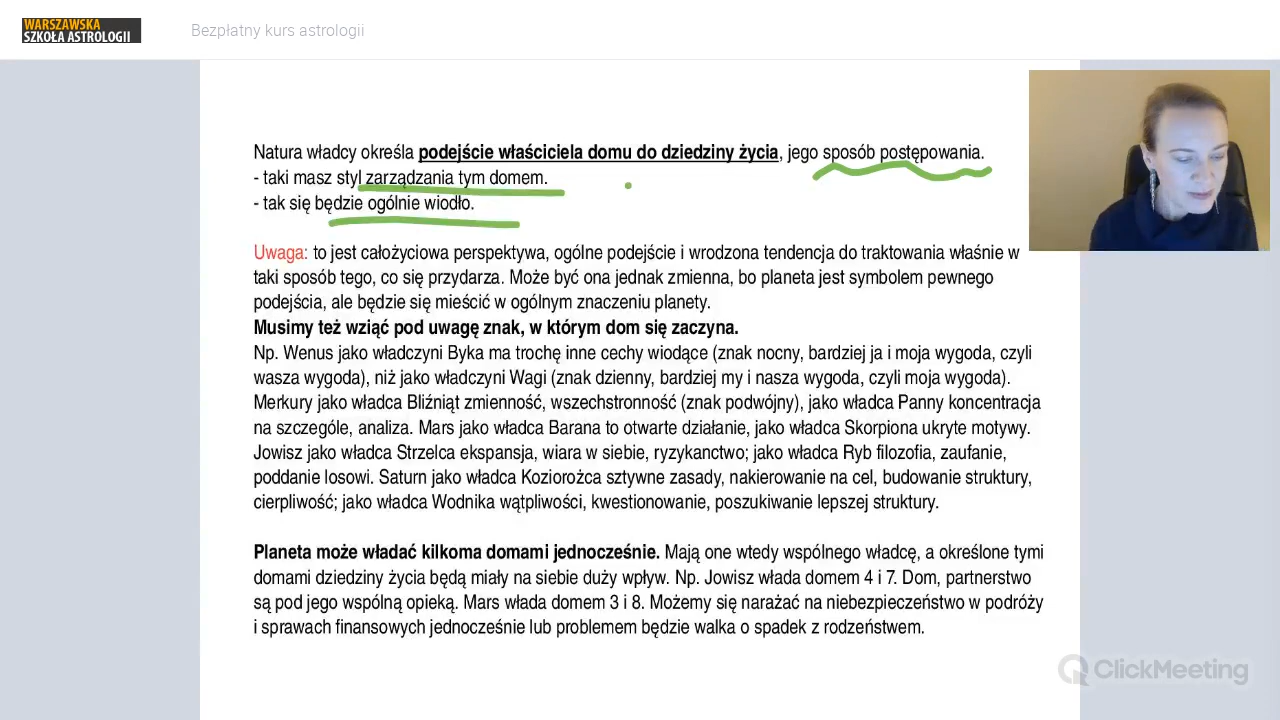 WARSZAWSKA
SZKOŁA ASTROLOGII
Bezpłatny kurs astrologii
Natura władcy określa podejście właściciela domu do dziedziny życia, jego sposób postępowania.
- taki masz styl zarządzania tym domem.
- tak się będzie ogólnie wiodło.
Uwaga: to jest całożyciowa perspektywa, ogólne podejście i wrodzona tendencja do traktowania właśnie w
taki sposób tego, co się przydarza. Może być ona jednak zmienna, bo planeta jest symbolem pewnego
podejścia, ale będzie się mieścić w ogólnym znaczeniu planety.
Musimy też wziąć pod uwagę znak, w którym dom się zaczyna.
Np. Wenus jako władczyni Byka ma trochę inne cechy wiodące (znak nocny, bardziej ja i moja wygoda, czyli
wasza wygoda), niż jako władczyni Wagi (znak dzienny, bardziej my i nasza wygoda, czyli moja wygoda).
Merkury jako władca Bliźniąt zmienność, wszechstronność (znak podwójny), jako władca Panny koncentracja
na szczególe, analiza. Mars jako władca Barana to otwarte działanie, jako władca Skorpiona ukryte motywy.
Jowisz jako władca Strzelca ekspansja, wiara w siebie, ryzykanctwo; jako władca Ryb filozofia, zaufanie,
poddanie losowi. Saturn jako władca Koziorożca sztywne zasady, nakierowanie na cel, budowanie struktury,
cierpliwość; jako władca Wodnika wątpliwości, kwestionowanie, poszukiwanie lepszej struktury.
Planeta może władać kilkoma domami jednocześnie. Mają one wtedy wspólnego władcę, a określone tymi
domami dziedziny życia będą miały na siebie duży wpływ. Np. Jowisz włada domem 4 i 7. Dom, partnerstwo
są pod jego wspólną opieką. Mars włada domem 3 i 8. Możemy się narażać na niebezpieczeństwo w podróży
i sprawach finansowych jednocześnie lub problemem będzie walka o spadek z rodzeństwem.
ClickMeeting